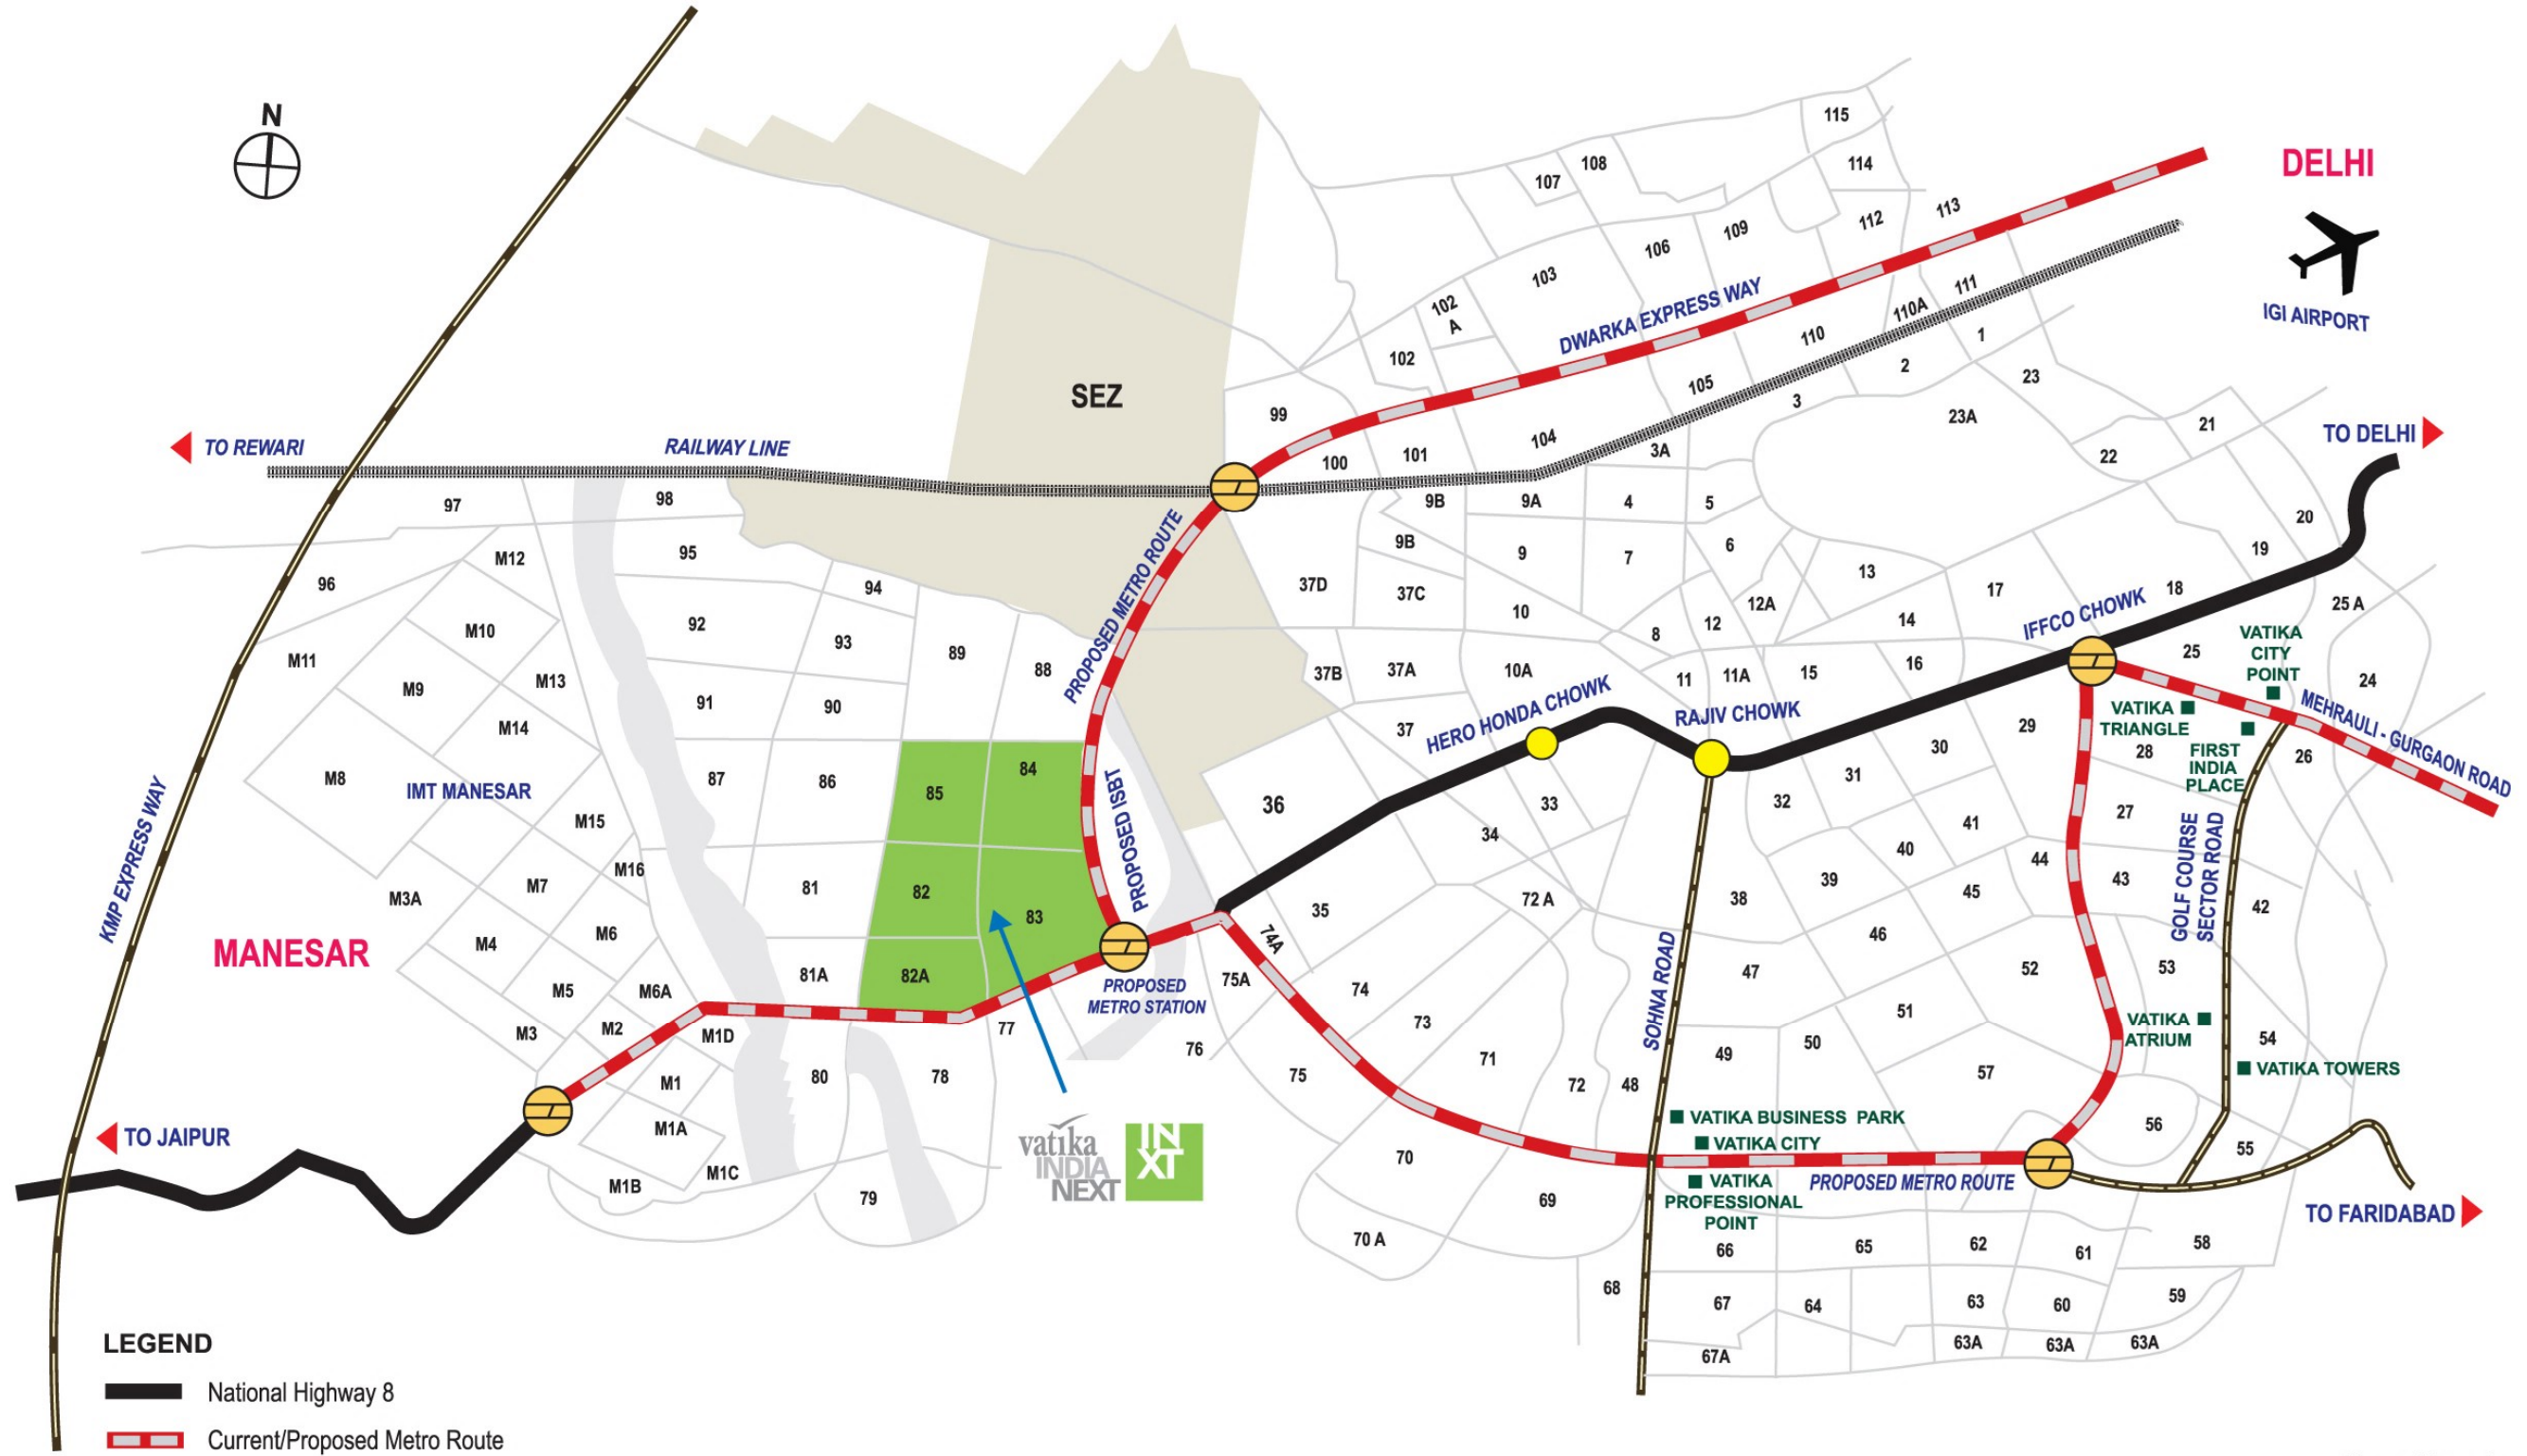 N
115
108
107
114
DELHI
113
112
109
106
103
102
A
111
110A
DWARKA EXPRESS WAY
IGI AIRPORT
110
1
102
2
105
23
SEZ
3
99
23A
21
TO DELHI
TO REWARI
RAILWAY LINE
104
3A
101
100
22
97
98
9B
9A
4
5
20
PROPOSED METRO ROUTE
M12
95
9B
9
7
6
19
96
94
37D
37C
13
17
18
25 A
10
12A
IFFCO CHOWK
M10
92
93
8
12
14
VATIKA
CITY
POINT
M11
89
88
37B
37A
10A
11
11A
15
16
25
24
M9
M13
91
90
HERO HONDA CHOWK
RAJIV CHOWK
VATIKA
TRIANGLE
MEHRAULI - GURGAON ROAD
M14
37
29
30
28
FIRST
INDIA
PLACE
26
M8
IMT MANESAR
87
86
85
84
PROPOSED ISBT
36
33
32
31
27
KMP EXPRESS WAY
M15
34
41
GOLF COURSE
SECTOR ROAD
M16
40
44
M7
81
82
83
39
43
M3A
72 A
38
45
42
35
M6
M4
74A
46
MANESAR
SOHNA ROAD
81A
82A
75A
47
52
53
M5
M6A
PROPOSED
METRO STATION
74
M3
M2
M1D
77
73
51
VATIKA
ATRIUM
76
50
54
49
71
M1
80
78
75
72
48
57
VATIKA TOWERS
M1A
VATIKA BUSINESS PARK
56
TO JAIPUR
vatika
INDIA
NEXT
IN
XT
VATIKA CITY
55
70
M1C
M1B
VATIKA
PROFESSIONAL
POINT
PROPOSED METRO ROUTE
79
69
TO FARIDABAD
70 A
66
65
62
61
58
68
67
64
63
60
59
67A
63A
63A
63A
LEGEND
National Highway 8
Current/Proposed Metro Route